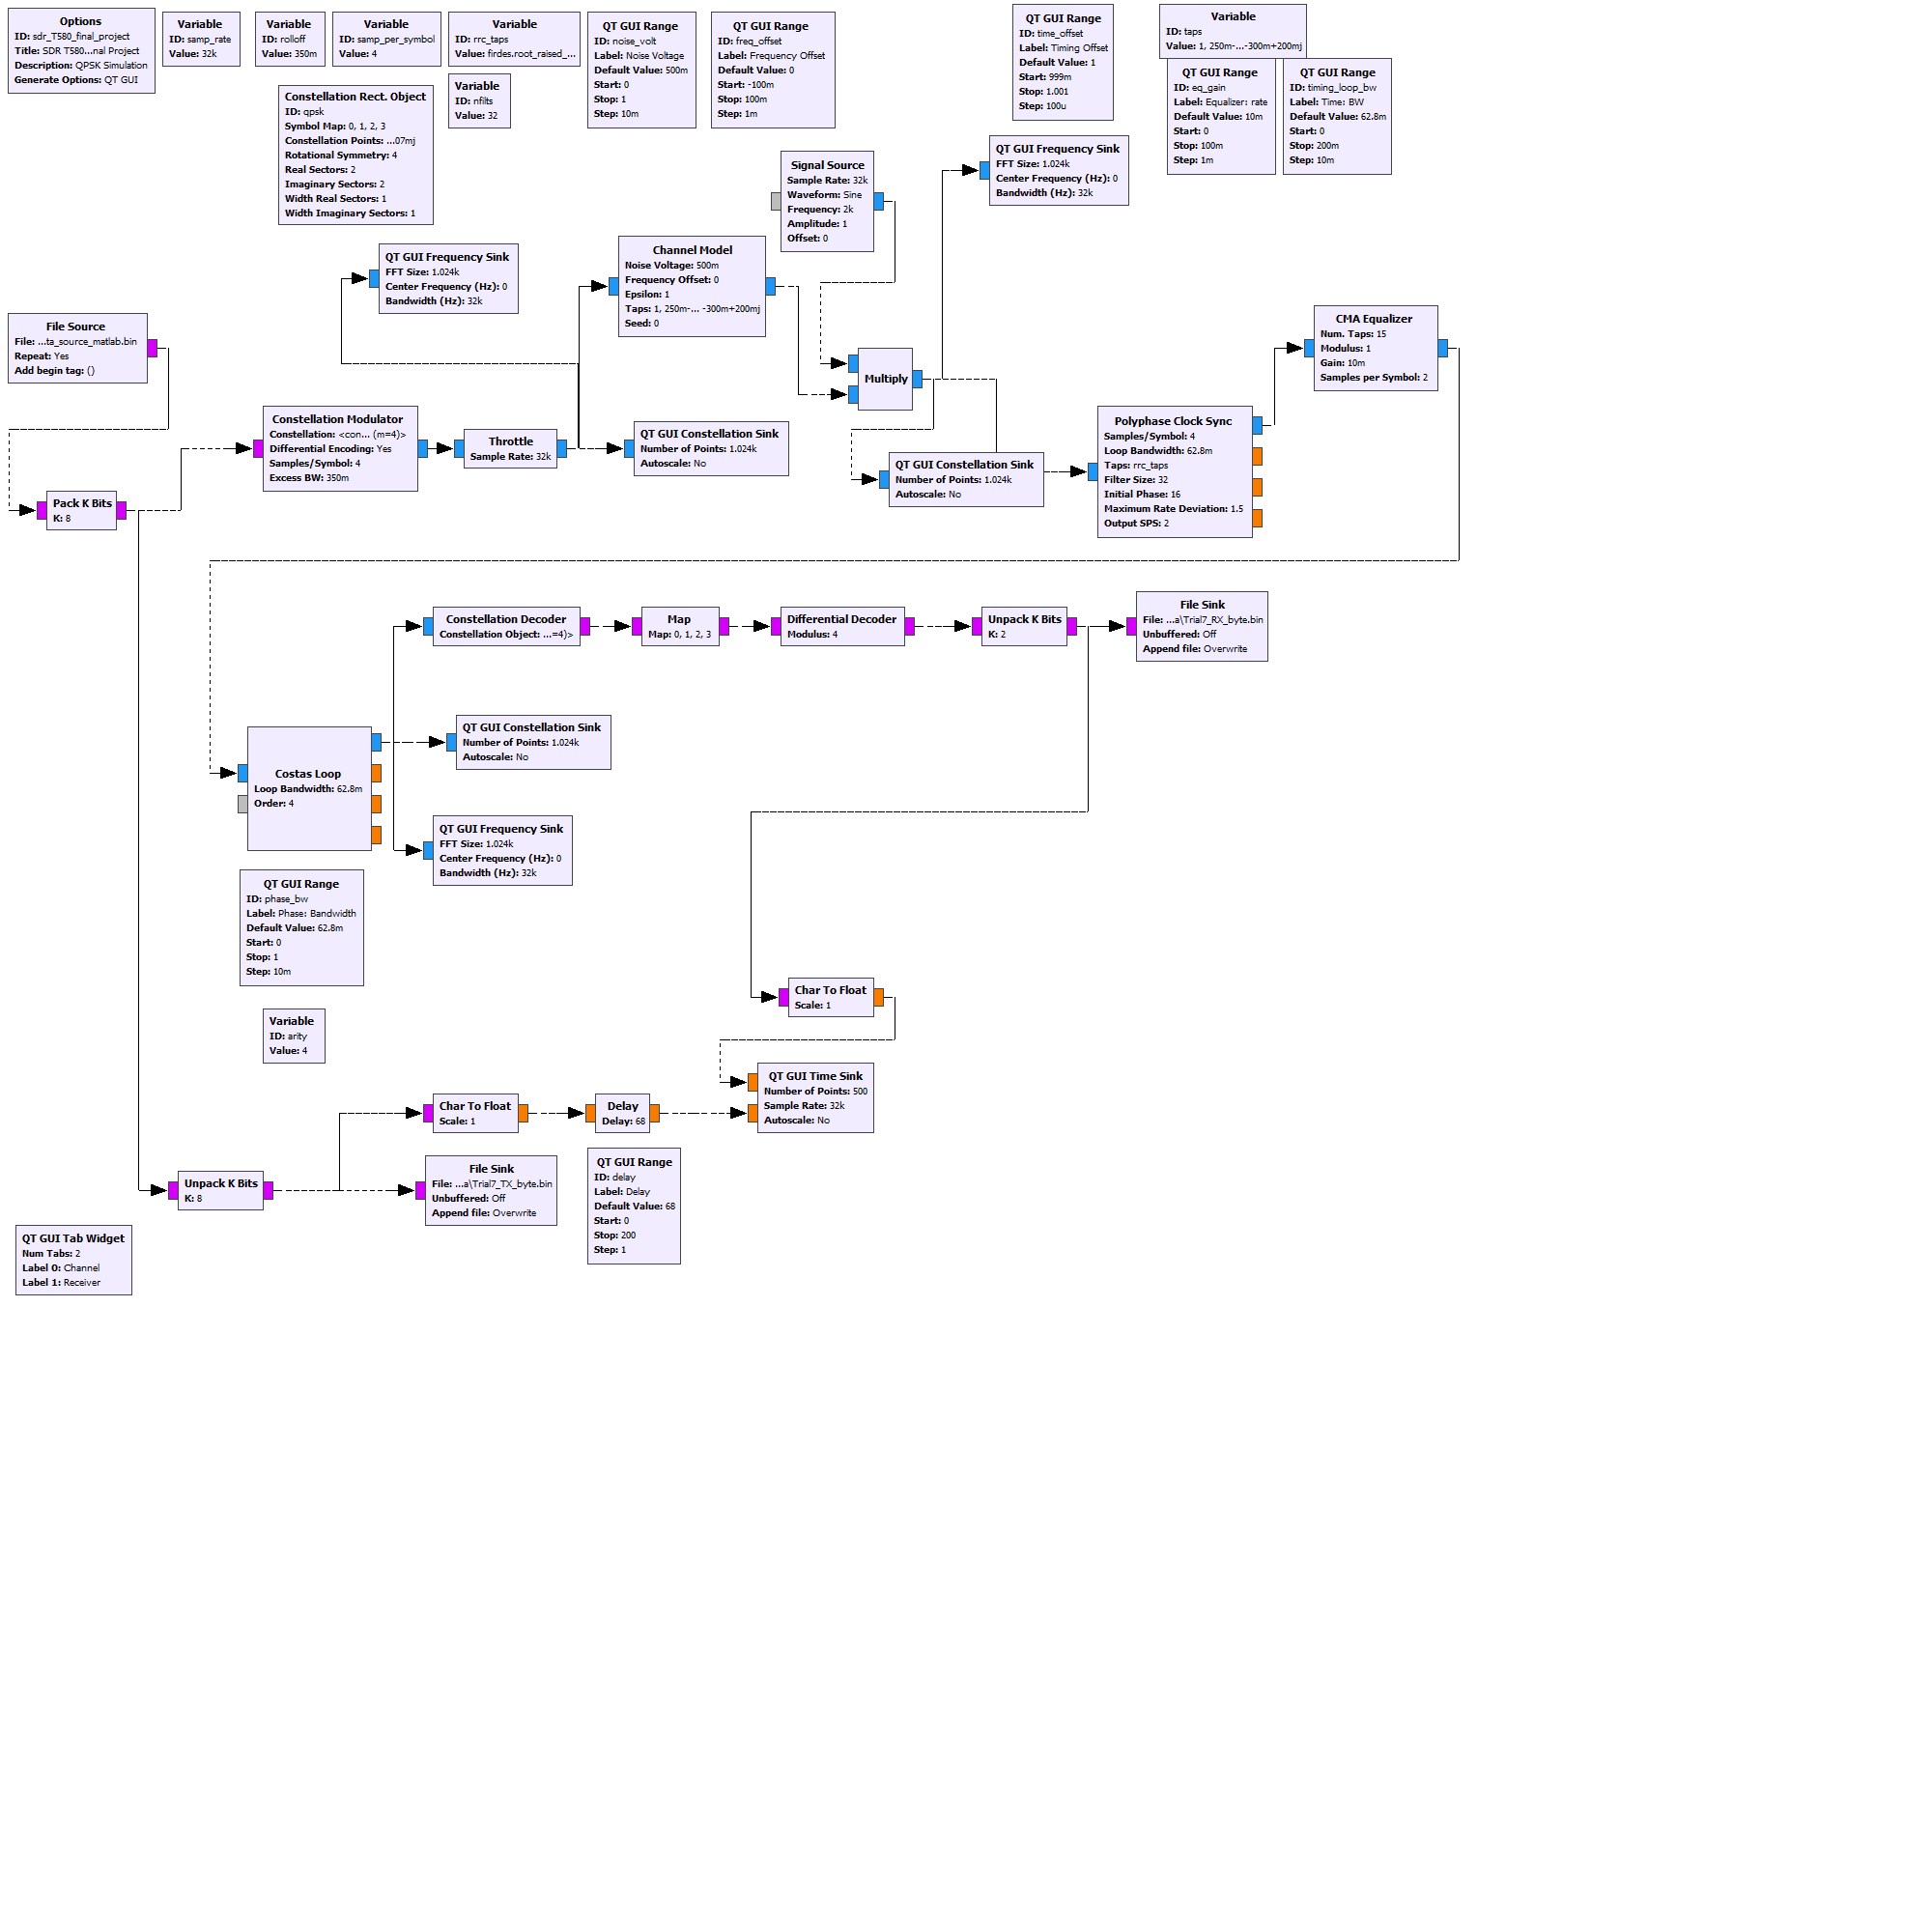 Options
ID: sdr_T580_final_project
Title: SDR T580...nal Project
Description: QPSK Simulation
Generate Options: QT GUI
Variable
ID: samp_rate
Value: 32k
Variable
ID: rolloff
Value: 350m
Variable
ID: samp_per_symbol
Value: 4
Variable
ID: rrc_taps
Value: firdes.root_raised_...
Variable
ID: nfilts
Value: 32
QT GUI Range
ID: noise_volt
Label: Noise Voltage
Default Value: 500m
Start: 0
Stop: 1
Step: 10m
QT GUI Range
ID: freq_offset
Label: Frequency Offset
Default Value: 0
Start: -100m
Stop: 100m
Step: 1m
QT GUI Range
ID: time_offset
Label: Timing Offset
Default Value: 1
Start: 999m
Stop: 1.001
Step: 100u
Variable
ID: taps
Value: 1, 250m-...-300m+200mj
QT GUI Range
ID: eq_gain
Label: Equalizer: rate
Default Value: 10m
Start: 0
Stop: 100m
Step: 1m
QT GUI Range
ID: timing_loop_bw
Label: Time: BW
Default Value: 62.8m
Start: 0
Stop: 200m
Step: 10m
Constellation Rect. Object
ID: qpsk
Symbol Map: 0, 1, 2, 3
Constellation Points: ...07mj
Rotational Symmetry: 4
Real Sectors: 2
Imaginary Sectors: 2
Width Real Sectors: 1
Width Imaginary Sectors: 1
QT GUI Frequency Sink
FFT Size: 1.024k
Center Frequency (Hz): 0
Bandwidth (Hz): 32k
Signal Source
Sample Rate: 32k
Waveform: Sine
Frequency: 2k
Amplitude: 1
Offset: 0
QT GUI Frequency Sink
FFT Size: 1.024k
Center Frequency (Hz): 0
Bandwidth (Hz): 32k
Channel Model
Noise Voltage: 500m
Frequency Offset: 0
Epsilon: 1
Taps: 1, 250m-... -300m+200mj
Seed: 0
File Source
File: ...ta_source_matlab.bin
Repeat: Yes
Add begin tag: ()
CMA Equalizer
Num. Taps: 15
Modulus: 1
Gain: 10m
Samples per Symbol: 2
Multiply
Constellation Modulator
Constellation: <con... (m=4)>
Differential Encoding: Yes
Samples/Symbol: 4
Excess BW: 350m
Throttle
Sample Rate: 32k
QT GUI Constellation Sink
Number of Points: 1.024k
Autoscale: No
QT GUI Constellation Sink
Number of Points: 1.024k
Autoscale: No
Polyphase Clock Sync
Samples/Symbol: 4
Loop Bandwidth: 62.8m
Taps: rrc_taps
Filter Size: 32
Initial Phase: 16
Maximum Rate Deviation: 1.5
Output SPS: 2
Pack K Bits
K: 8
Constellation Decoder
Constellation Object: ...=4)>
Map
Map: 0, 1, 2, 3
Differential Decoder
Modulus: 4
Unpack K Bits
K: 2
File Sink
File: ...a\Trial7_RX_byte.bin
Unbuffered: Off
Append file: Overwrite
QT GUI Constellation Sink
Number of Points: 1.024k
Autoscale: No
Costas Loop
Loop Bandwidth: 62.8m
Order: 4
QT GUI Frequency Sink
FFT Size: 1.024k
Center Frequency (Hz): 0
Bandwidth (Hz): 32k
QT GUI Range
ID: phase_bw
Label: Phase: Bandwidth
Default Value: 62.8m
Start: 0
Stop: 1
Step: 10m
Char To Float
Scale: 1
Variable
ID: arity
Value: 4
QT GUI Time Sink
Number of Points: 500
Sample Rate: 32k
Autoscale: No
Char To Float
Scale: 1
Delay
Delay: 68
Unpack K Bits
K: 8
File Sink
File: ...a\Trial7_TX_byte.bin
Unbuffered: Off
Append file: Overwrite
QT GUI Range
ID: delay
Label: Delay
Default Value: 68
Start: 0
Stop: 200
Step: 1
QT GUI Tab Widget
Num Tabs: 2
Label 0: Channel
Label 1: Receiver